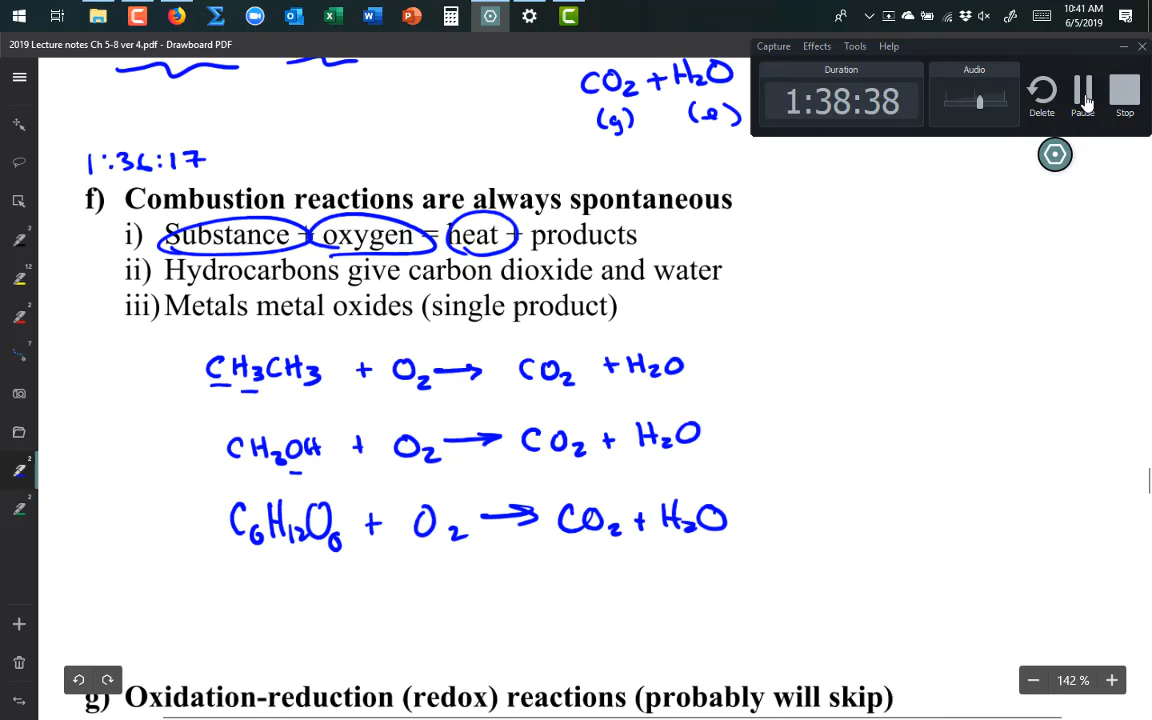 10:41 AM
6/5/2019
2019 Lecture notes Ch 5-8 ver 4.pdf - Drawboard PDF
Capture Effects Tools Help
Duration Audio
1:38:38
Delete Pause Stop
CO2 + H2O
(g) (l)
1:36:17
f) Combustion reactions are always spontaneous
i) Substance + oxygen = heat + products
ii) Hydrocarbons give carbon dioxide and water
iii) Metals metal oxides (single product)
CH3CH3 + O2 → CO2 + H2O
CH3OH + O2 → CO2 + H2O
C6H12O6 + O2 → CO2 + H2O
g) Oxidation-reduction (redox) reactions (probably will skip)
142 %